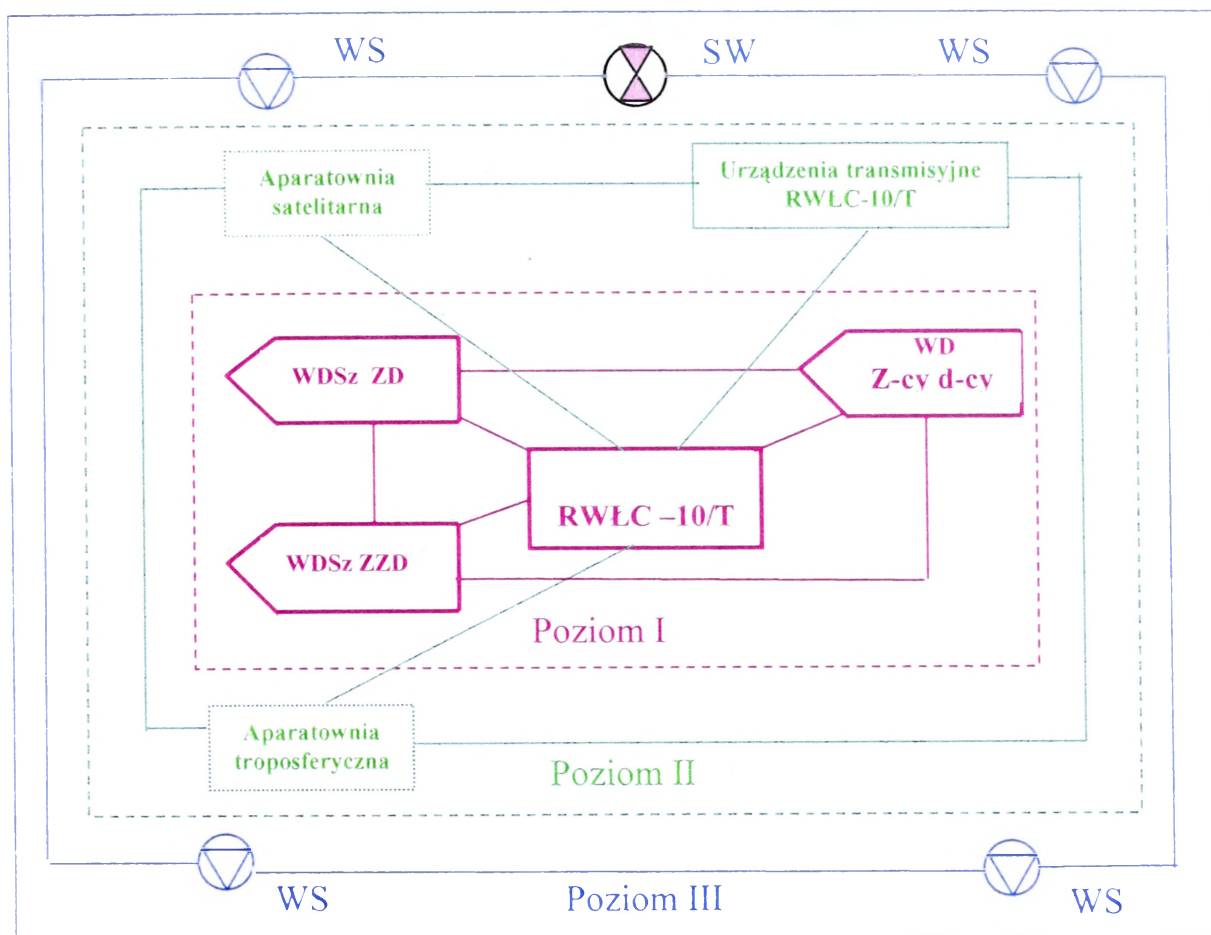 WS
SW
WS
Aparatownia
satelitarna
Urządzenia transmisyjne
RWŁC-10/T
WDSz ZD
WD
Z-cy d-cy
RWŁC –10/T
WDSz ZZD
Poziom I
Aparatownia
troposferyczna
Poziom II
WS
Poziom III
WS